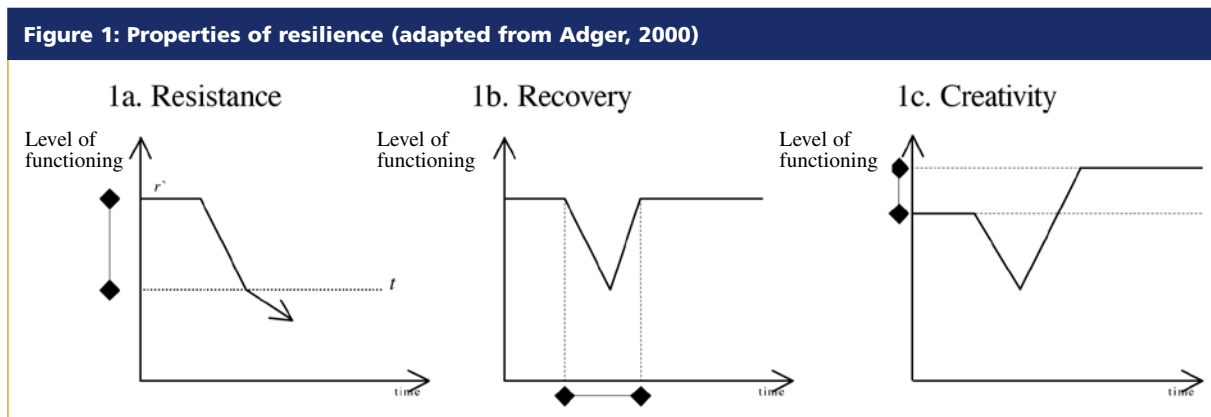 Figure 1: Properties of resilience (adapted from Adger, 2000)
1a. Resistance
Level of
functioning
r`
t
time
1b. Recovery
Level of
functioning
time
1c. Creativity
Level of
functioning
time